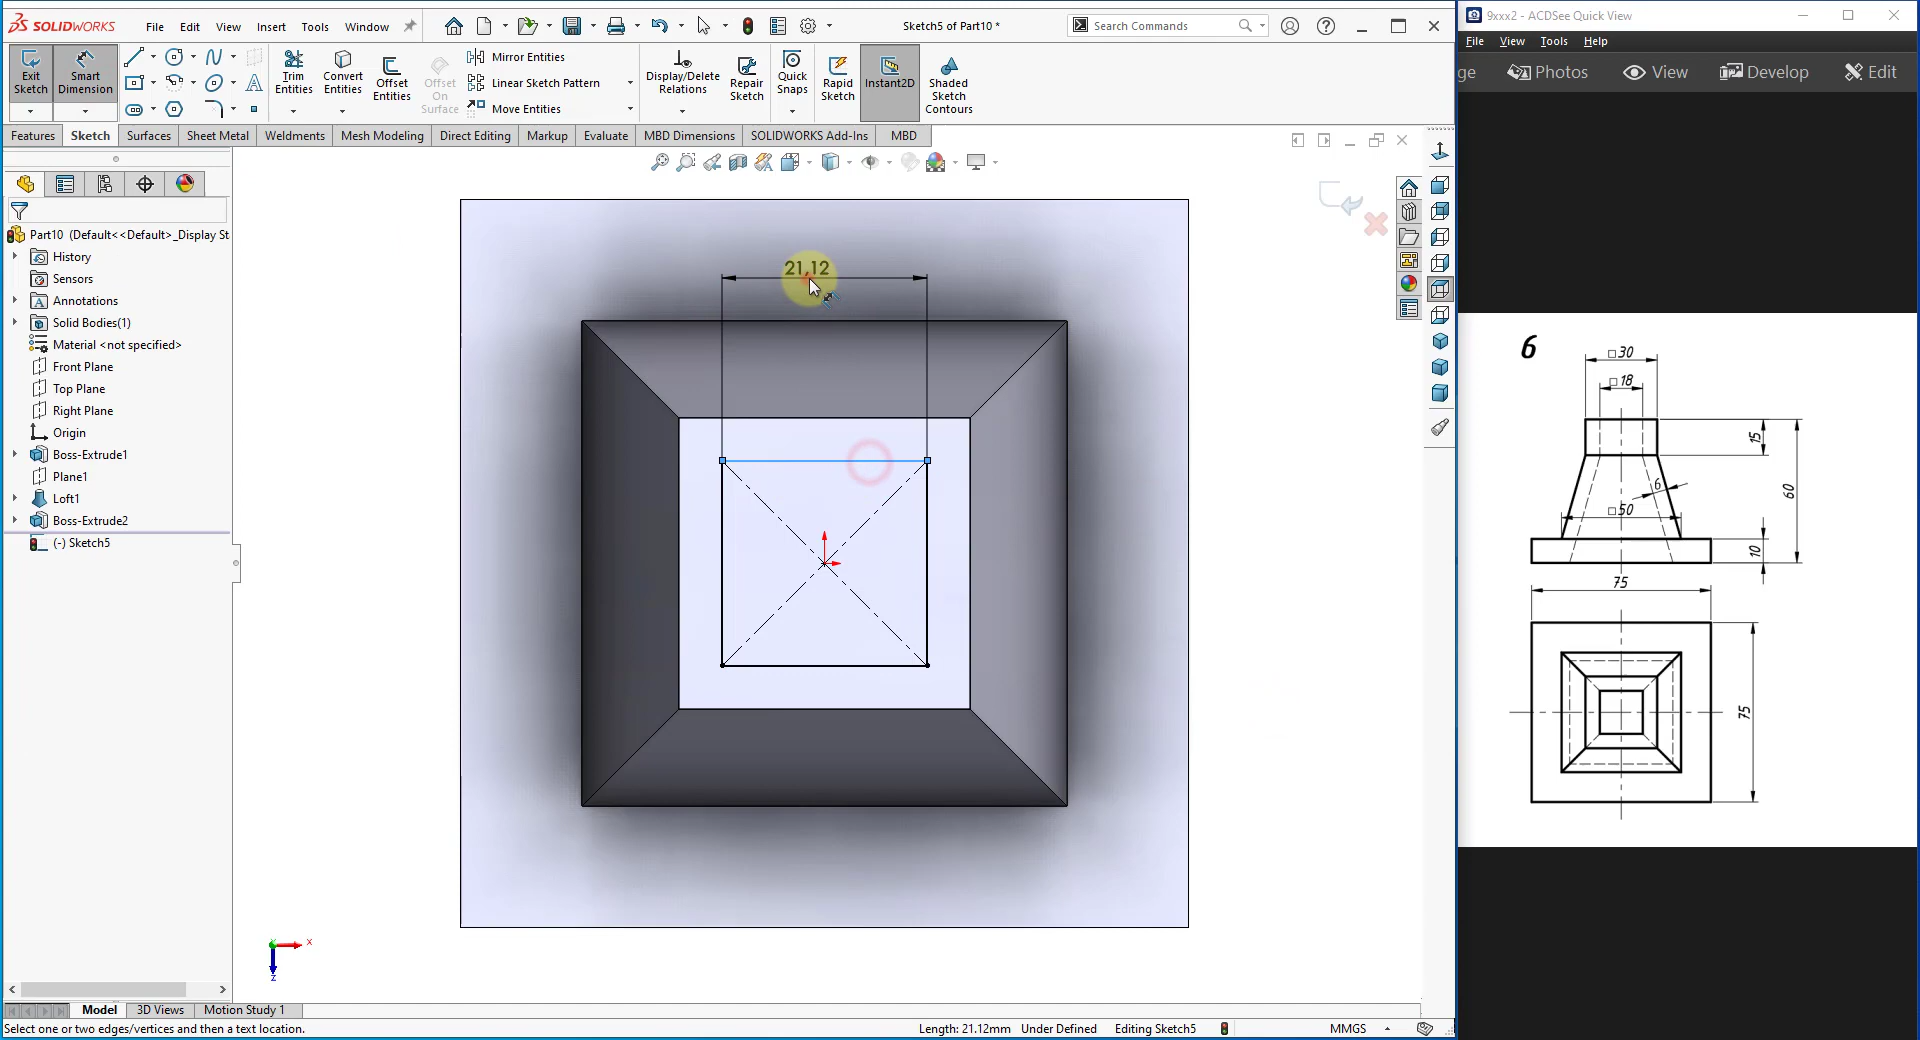 SOLIDWORKS
File Edit View Insert Tools Window
Sketch5 of Part10 *
Search Commands
Exit Sketch
Smart Dimension
Trim Entities
Convert Entities
Offset Entities
Offset On Surface
Mirror Entities
Linear Sketch Pattern
Move Entities
Display/Delete Relations
Repair Sketch
Quick Snaps
Rapid Sketch
Instant2D
Shaded Sketch Contours
Features Sketch Surfaces Sheet Metal Weldments Mesh Modeling Direct Editing Markup Evaluate MBD Dimensions SOLIDWORKS Add-Ins MBD
Part10 (Default<<Default>_Display St
History
Sensors
Annotations
Solid Bodies(1)
Material <not specified>
Front Plane
Top Plane
Right Plane
Origin
Boss-Extrude1
Plane1
Loft1
Boss-Extrude2
(-) Sketch5
21.12
x
z
Model 3D Views Motion Study 1
Select one or two edges/vertices and then a text location.
Length: 21.12mm Under Defined Editing Sketch5 MMGS
9xxx2 - ACDSee Quick View
File View Tools Help
ge Photos View Develop Edit
6
□30
□18
15
60
6
□50
10
75
75